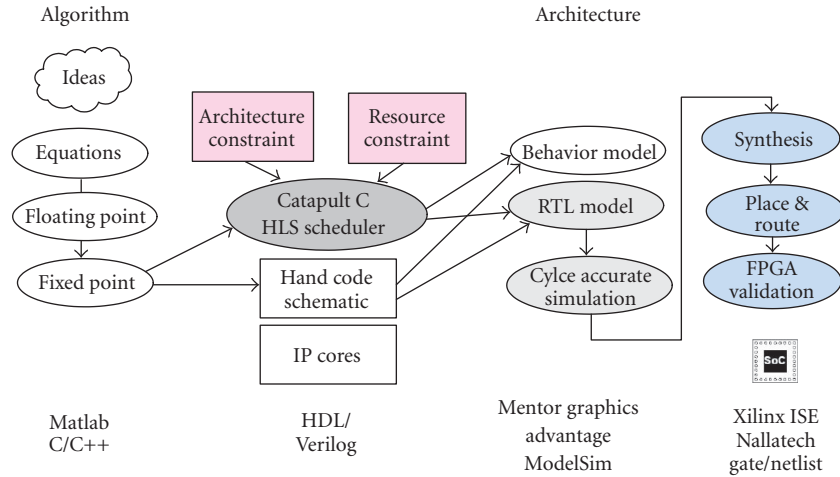 Algorithm
Architecture
Ideas
Equations
Floating point
Fixed point
Architecture
constraint
Resource
constraint
Catapult C
HLS scheduler
Hand code
schematic
IP cores
Behavior model
RTL model
Cylce accurate
simulation
Synthesis
Place &
route
FPGA
validation
SoC
Matlab
C/C++
HDL/
Verilog
Mentor graphics
advantage
ModelSim
Xilinx ISE
Nallatech
gate/netlist